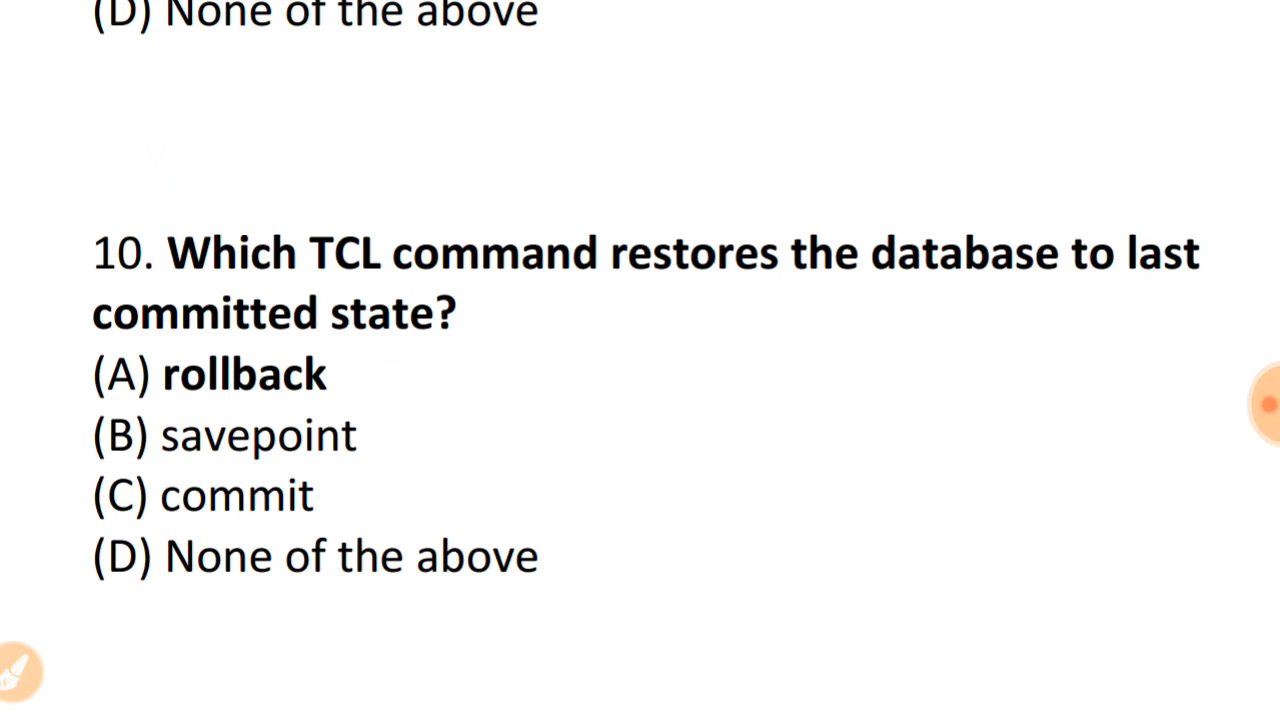 (D) None of the above
10. Which TCL command restores the database to last
committed state?
(A) rollback
(B) savepoint
(C) commit
(D) None of the above